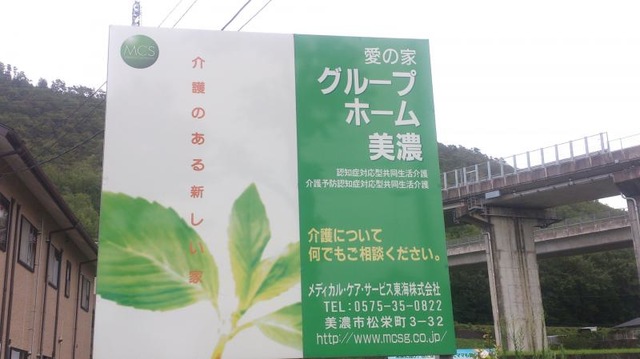 MCS
介護のある新しい家
愛の家
グループ
ホーム
美濃
認知症対応型共同生活介護
介護予防認知症対応型共同生活介護
介護について
何でもご相談ください。
メディカル・ケア・サービス東海株式会社
TEL:0575-35-0822
美濃市松栄町3-32
http://www.mcsg.co.jp/